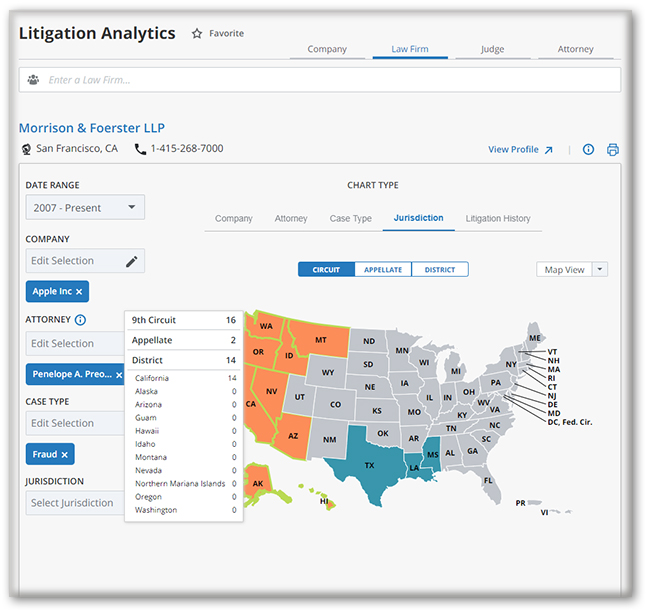 Litigation Analytics Favorite
Company Law Firm Judge Attorney
Enter a Law Firm...
Morrison & Foerster LLP
San Francisco, CA 1-415-268-7000 View Profile
DATE RANGE
2007 - Present
COMPANY
Edit Selection
Apple Inc ×
ATTORNEY
Edit Selection
Penelope A. Preo... ×
CASE TYPE
Edit Selection
Fraud ×
JURISDICTION
Select Jurisdiction
CHART TYPE
Company Attorney Case Type Jurisdiction Litigation History
CIRCUIT APPELLATE DISTRICT Map View
9th Circuit 16
Appellate 2
District 14
California 14
Alaska 0
Arizona 0
Guam 0
Hawaii 0
Idaho 0
Montana 0
Nevada 0
Northern Mariana Islands 0
Oregon 0
Washington 0
WA
MT
ND
MN
ME
OR
ID
SD
WI
MI
NY
VT
NH
MA
RI
CT
NJ
DE
MD
DC, Fed. Cir.
WY
NE
IA
PA
NV
UT
CO
IL
IN
OH
CA
KS
MO
WV
VA
KY
AZ
NM
OK
AR
TN
NC
SC
TX
LA
MS
AL
GA
FL
AK
HI
PR
VI